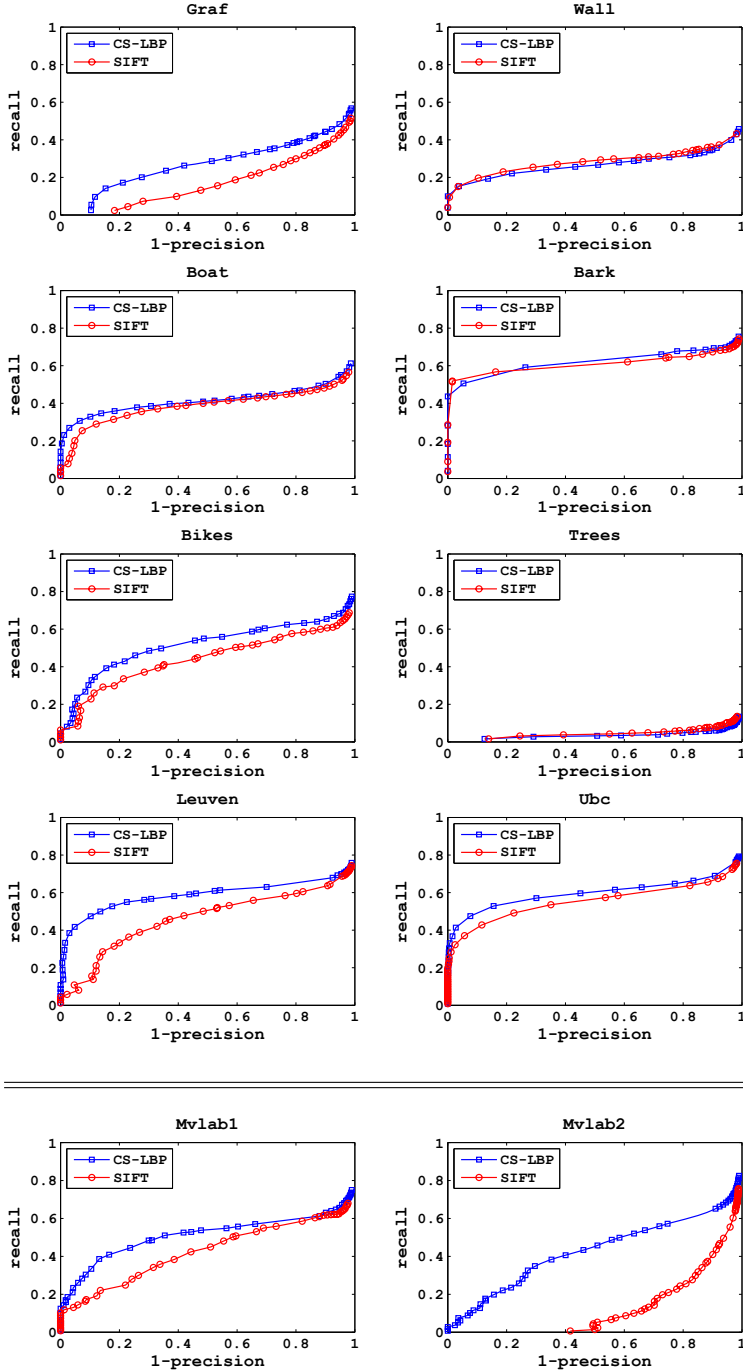 Graf
1
0.8
0.6
0.4
0.2
0
CS-LBP
SIFT
recall
0 0.2 0.4 0.6 0.8 1
1-precision
Wall
1
0.8
0.6
0.4
0.2
0
CS-LBP
SIFT
recall
0 0.2 0.4 0.6 0.8 1
1-precision
Boat
1
0.8
0.6
0.4
0.2
0
CS-LBP
SIFT
recall
0 0.2 0.4 0.6 0.8 1
1-precision
Bark
1
0.8
0.6
0.4
0.2
0
CS-LBP
SIFT
recall
0 0.2 0.4 0.6 0.8 1
1-precision
Bikes
1
0.8
0.6
0.4
0.2
0
CS-LBP
SIFT
recall
0 0.2 0.4 0.6 0.8 1
1-precision
Trees
1
0.8
0.6
0.4
0.2
0
CS-LBP
SIFT
recall
0 0.2 0.4 0.6 0.8 1
1-precision
Leuven
1
0.8
0.6
0.4
0.2
0
CS-LBP
SIFT
recall
0 0.2 0.4 0.6 0.8 1
1-precision
Ubc
1
0.8
0.6
0.4
0.2
0
CS-LBP
SIFT
recall
0 0.2 0.4 0.6 0.8 1
1-precision
Mvlab1
1
0.8
0.6
0.4
0.2
0
CS-LBP
SIFT
recall
0 0.2 0.4 0.6 0.8 1
1-precision
Mvlab2
1
0.8
0.6
0.4
0.2
0
CS-LBP
SIFT
recall
0 0.2 0.4 0.6 0.8 1
1-precision